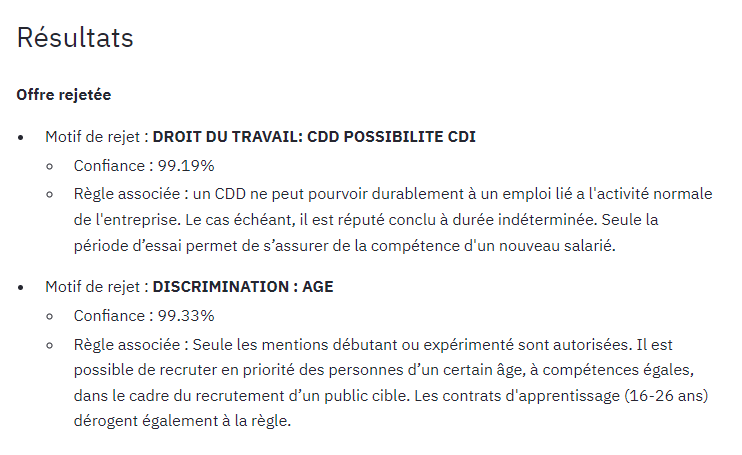 Résultats
Offre rejetée
Motif de rejet : DROIT DU TRAVAIL: CDD POSSIBILITE CDI
Confiance : 99.19%
Règle associée : un CDD ne peut pourvoir durablement à un emploi lié a l'activité normale
de l'entreprise. Le cas échéant, il est réputé conclu à durée indéterminée. Seule la
période d’essai permet de s’assurer de la compétence d'un nouveau salarié.
Motif de rejet : DISCRIMINATION : AGE
Confiance : 99.33%
Règle associée : Seule les mentions débutant ou expérimenté sont autorisées. Il est
possible de recruter en priorité des personnes d’un certain âge, à compétences égales,
dans le cadre du recrutement d’un public cible. Les contrats d'apprentissage (16-26 ans)
dérogent également à la règle.